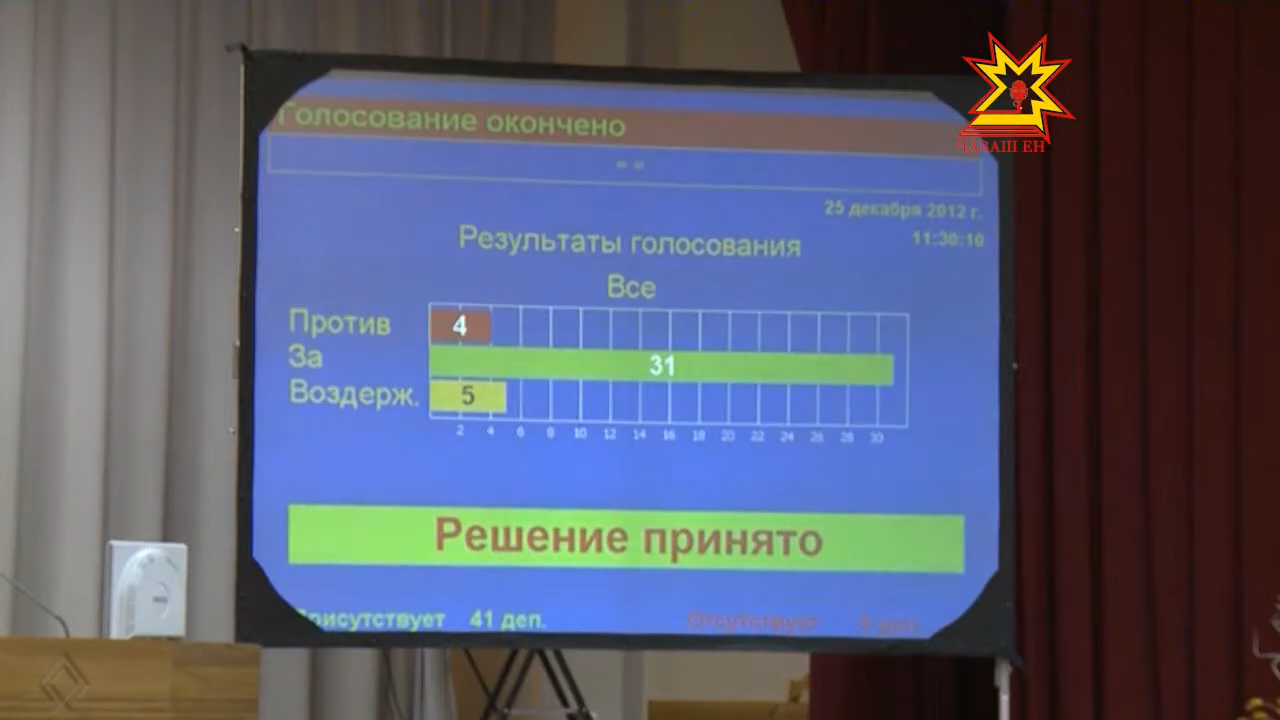 ЧАВАШ ЕН
Голосование окончено
" "
25 декабря 2012 г.
11:30:10
Результаты голосования
Все
Против 4
За 31
Воздерж. 5
2 4 6 8 10 12 14 16 18 20 22 24 26 28 30
Решение принято
Присутствует 41 деп. Отсутствует деп.